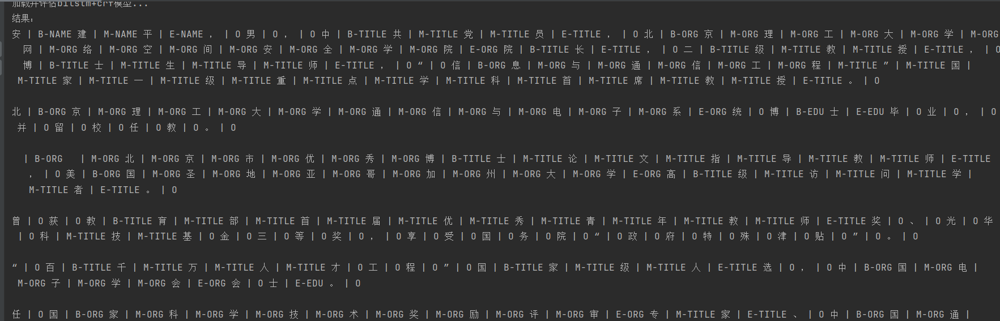 加载并评估bilstm+crf模型...
结果:
安 | B-NAME 建 | M-NAME 平 | E-NAME ， | O 男 | O ， | O 中 | B-TITLE 共 | M-TITLE 党 | M-TITLE 员 | E-TITLE ， | O 北 | B-ORG 京 | M-ORG 理 | M-ORG 工 | M-ORG 大 | M-ORG 学 | M-ORG
网 | M-ORG 络 | M-ORG 空 | M-ORG 间 | M-ORG 安 | M-ORG 全 | M-ORG 学 | M-ORG 院 | E-ORG 院 | B-TITLE 长 | E-TITLE ， | O 二 | B-TITLE 级 | M-TITLE 教 | M-TITLE 授 | E-TITLE ， | O
博 | B-TITLE 士 | M-TITLE 生 | M-TITLE 导 | M-TITLE 师 | E-TITLE ， | O “ | O 信 | B-ORG 息 | M-ORG 与 | M-ORG 通 | M-ORG 信 | M-ORG 工 | M-ORG 程 | M-TITLE ” | M-TITLE 国 |
M-TITLE 家 | M-TITLE 一 | M-TITLE 级 | M-TITLE 重 | M-TITLE 点 | M-TITLE 学 | M-TITLE 科 | M-TITLE 首 | M-TITLE 席 | M-TITLE 教 | M-TITLE 授 | E-TITLE 。 | O
北 | B-ORG 京 | M-ORG 理 | M-ORG 工 | M-ORG 大 | M-ORG 学 | M-ORG 通 | M-ORG 信 | M-ORG 与 | M-ORG 电 | M-ORG 子 | M-ORG 系 | E-ORG 统 | O 博 | B-EDU 士 | E-EDU 毕 | O 业 | O ， | O
并 | O 留 | O 校 | O 任 | O 教 | O 。 | O
| B-ORG | M-ORG 北 | M-ORG 京 | M-ORG 市 | M-ORG 优 | M-ORG 秀 | M-ORG 博 | B-TITLE 士 | M-TITLE 论 | M-TITLE 文 | M-TITLE 指 | M-TITLE 导 | M-TITLE 教 | M-TITLE 师 | E-TITLE
， | O 美 | B-ORG 国 | M-ORG 圣 | M-ORG 地 | M-ORG 亚 | M-ORG 哥 | M-ORG 加 | M-ORG 州 | M-ORG 大 | M-ORG 学 | E-ORG 高 | B-TITLE 级 | M-TITLE 访 | M-TITLE 问 | M-TITLE 学 |
M-TITLE 者 | E-TITLE 。 | O
曾 | O 获 | O 教 | B-TITLE 育 | M-TITLE 部 | M-TITLE 首 | M-TITLE 届 | M-TITLE 优 | M-TITLE 秀 | M-TITLE 青 | M-TITLE 年 | M-TITLE 教 | M-TITLE 师 | E-TITLE 奖 | O 、 | O 光 | O 华
| O 科 | M-TITLE 技 | M-TITLE 基 | O 金 | O 三 | O 等 | O 奖 | O ， | O 享 | O 受 | O 国 | O 务 | O 院 | O “ | O 政 | O 府 | O 特 | O 殊 | O 津 | O 贴 | O ” | O 。 | O
“ | O 百 | B-TITLE 千 | M-TITLE 万 | M-TITLE 人 | M-TITLE 才 | O 工 | O 程 | O ” | O 国 | B-TITLE 家 | M-TITLE 级 | M-TITLE 人 | E-TITLE 选 | O ， | O 中 | B-ORG 国 | M-ORG 电 |
M-ORG 子 | M-ORG 学 | M-ORG 会 | E-ORG 会 | O 士 | E-EDU 。 | O
任 | O 国 | B-ORG 家 | M-ORG 科 | M-ORG 学 | M-ORG 技 | M-ORG 术 | M-ORG 奖 | M-ORG 励 | M-ORG 评 | M-ORG 审 | E-ORG 专 | M-TITLE 家 | E-TITLE 、 | O 中 | B-ORG 国 | M-ORG 通 |